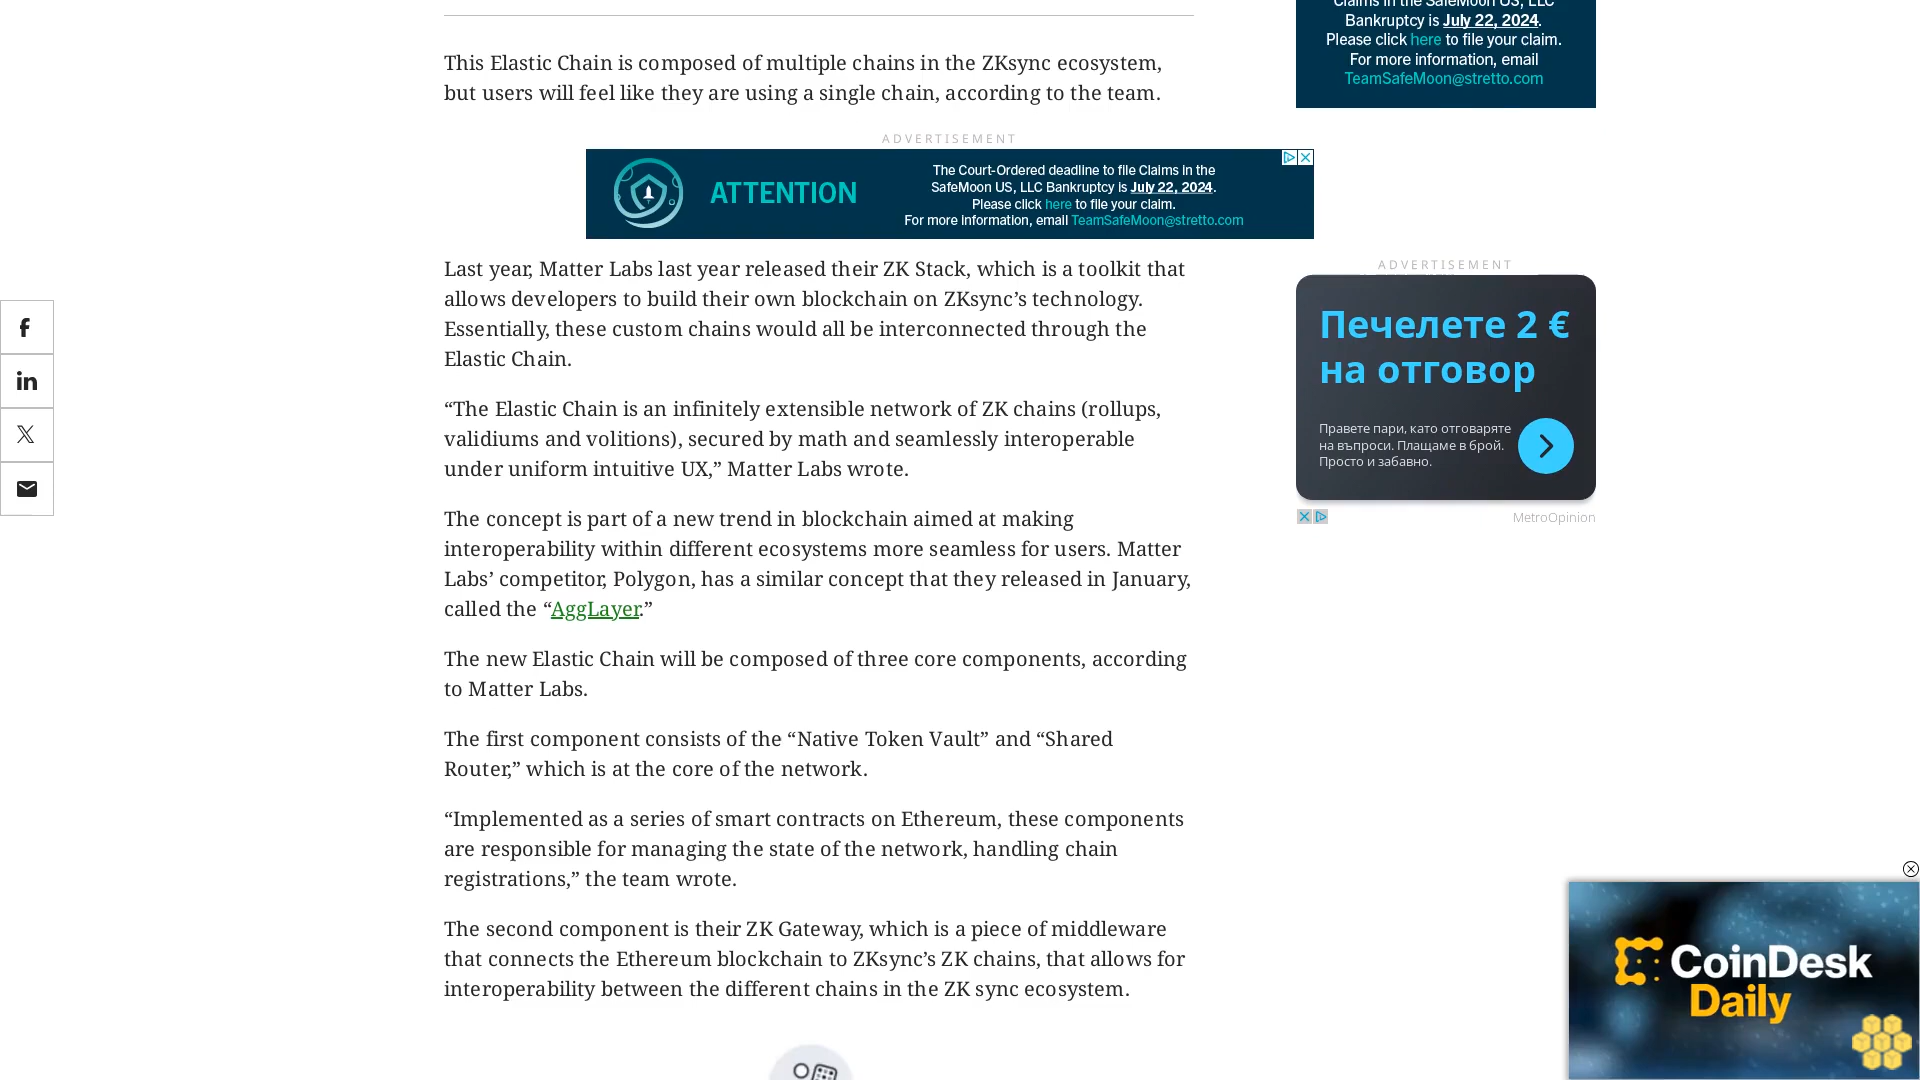 This Elastic Chain is composed of multiple chains in the ZKsync ecosystem,
but users will feel like they are using a single chain, according to the team.
ADVERTISEMENT
ATTENTION
The Court-Ordered deadline to file Claims in the
SafeMoon US, LLC Bankruptcy is July 22, 2024.
Please click here to file your claim.
For more information, email TeamSafeMoon@stretto.com
Last year, Matter Labs last year released their ZK Stack, which is a toolkit that
allows developers to build their own blockchain on ZKsync’s technology.
Essentially, these custom chains would all be interconnected through the
Elastic Chain.
“The Elastic Chain is an infinitely extensible network of ZK chains (rollups,
validiums and volitions), secured by math and seamlessly interoperable
under uniform intuitive UX,” Matter Labs wrote.
The concept is part of a new trend in blockchain aimed at making
interoperability within different ecosystems more seamless for users. Matter
Labs’ competitor, Polygon, has a similar concept that they released in January,
called the “AggLayer.”
The new Elastic Chain will be composed of three core components, according
to Matter Labs.
The first component consists of the “Native Token Vault” and “Shared
Router,” which is at the core of the network.
“Implemented as a series of smart contracts on Ethereum, these components
are responsible for managing the state of the network, handling chain
registrations,” the team wrote.
The second component is their ZK Gateway, which is a piece of middleware
that connects the Ethereum blockchain to ZKsync’s ZK chains, that allows for
interoperability between the different chains in the ZK sync ecosystem.
Claims in the SafeMoon US, LLC
Bankruptcy is July 22, 2024.
Please click here to file your claim.
For more information, email
TeamSafeMoon@stretto.com
ADVERTISEMENT
Печелете 2 €
на отговор
Правете пари, като отговаряте
на въпроси. Плащаме в брой.
Просто и забавно.
MetroOpinion
CoinDesk
Daily